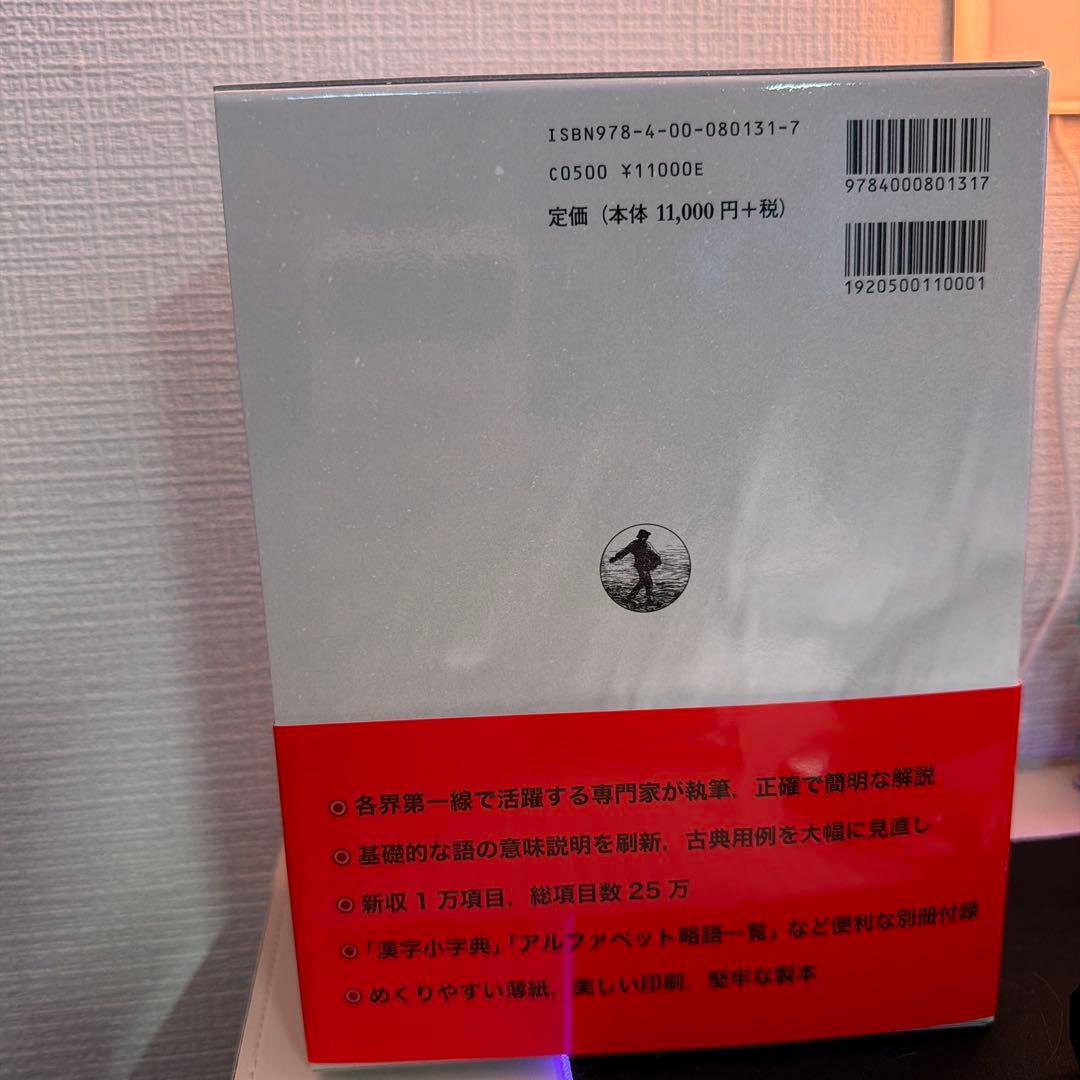 ISBN978-4-00-080131-7
C0500 ¥11000E
定価（本体 11,000 円＋税）
9784000801317
1920500110001
◉ 各界第一線で活躍する専門家が執筆，正確で簡明な解説
◉ 基礎的な語の意味説明を刷新，古典用例を大幅に見直し
◉ 新収 1 万項目，総項目数 25 万
◉ 「漢字小字典」「アルファベット略語一覧」など便利な別冊付録
◉ めくりやすい薄紙，美しい印刷，堅牢な製本